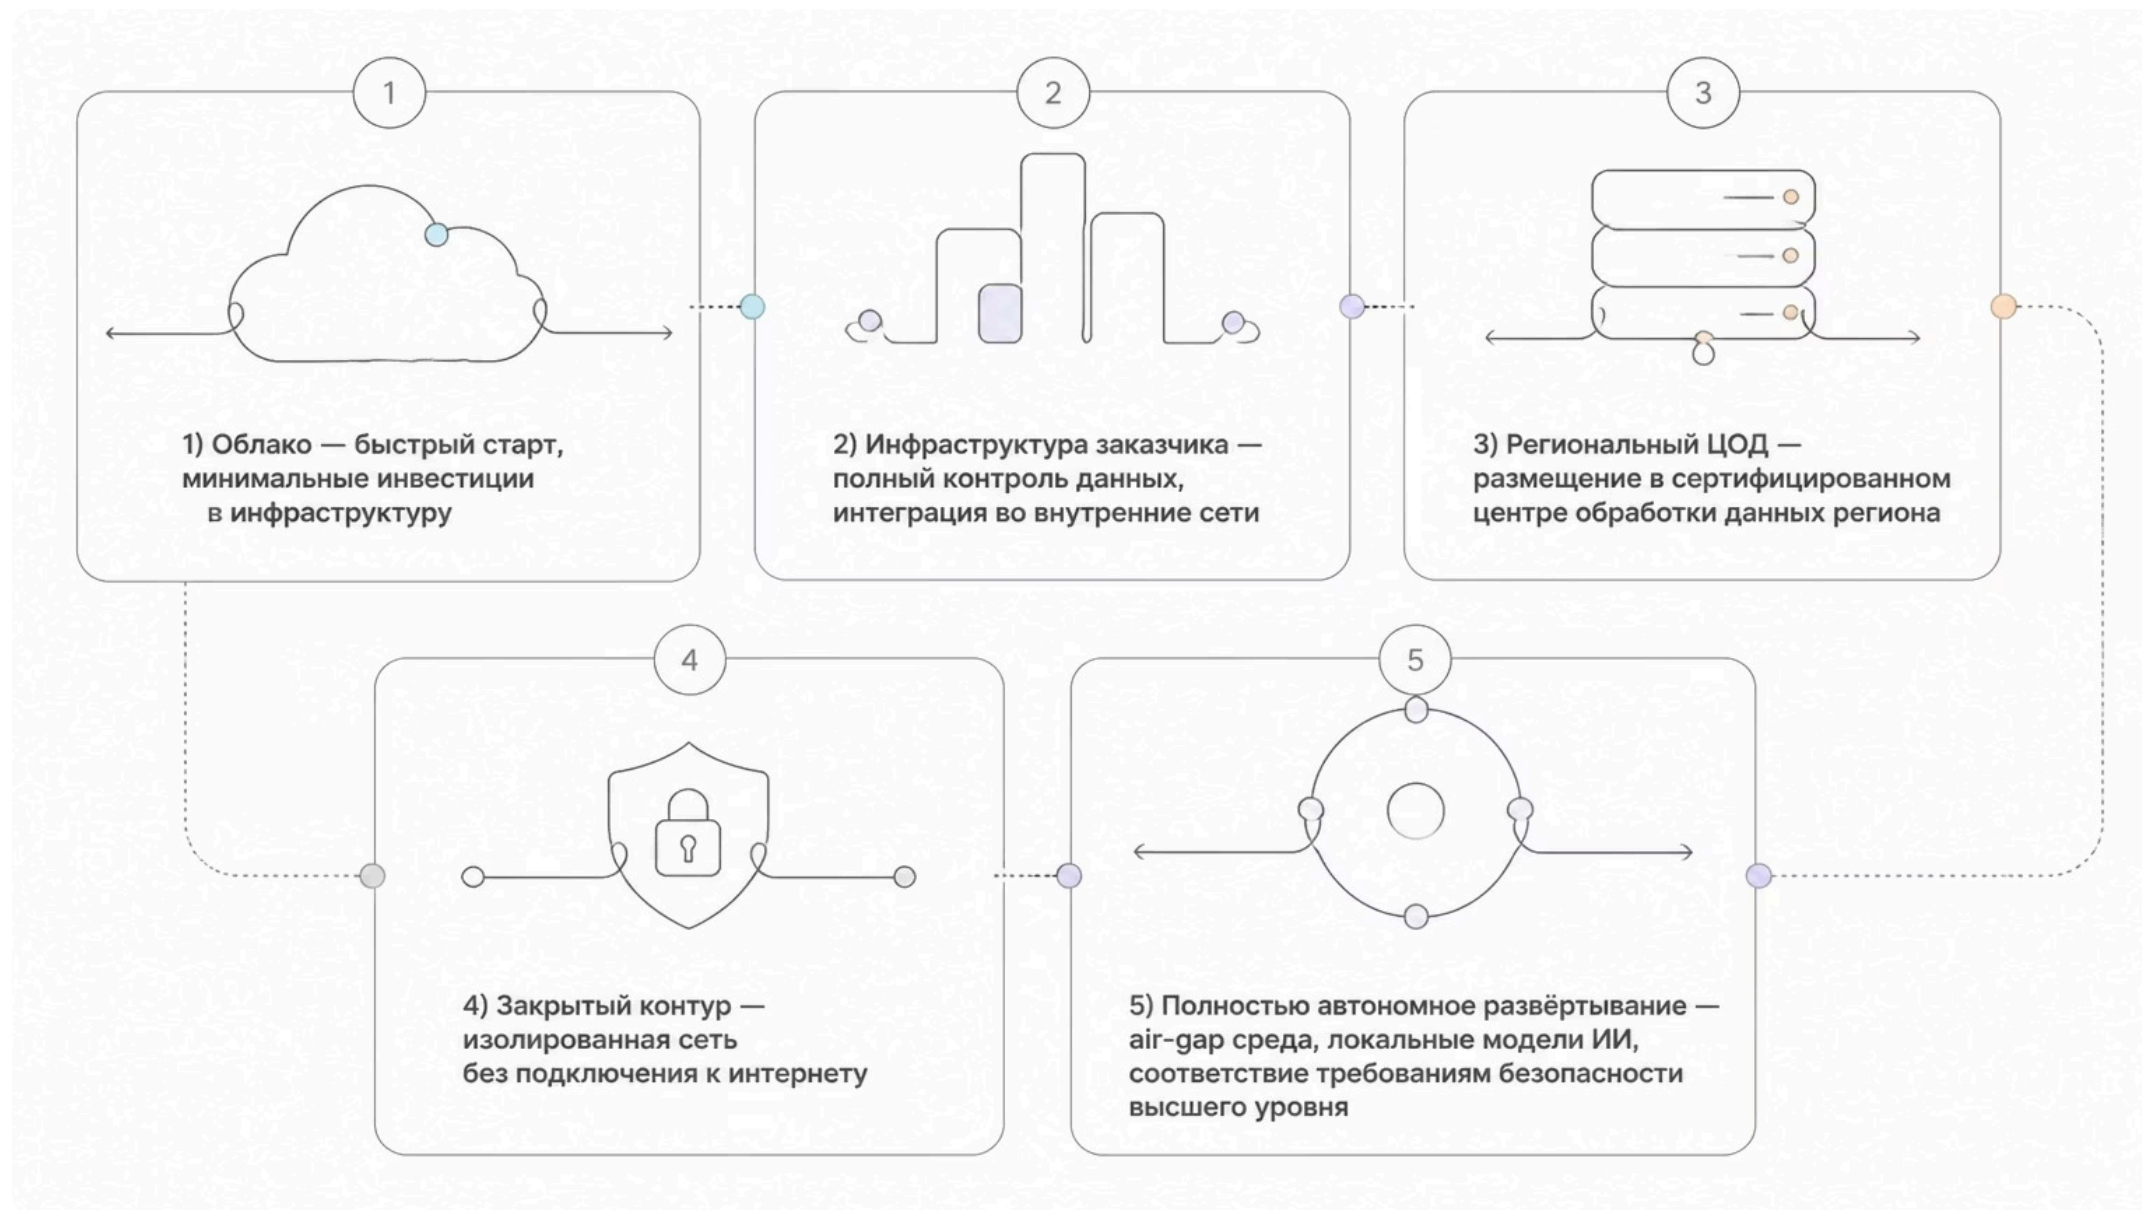 1
1) Облако — быстрый старт,
минимальные инвестиции
в инфраструктуру
2
2) Инфраструктура заказчика —
полный контроль данных,
интеграция во внутренние сети
3
3) Региональный ЦОД —
размещение в сертифицированном
центре обработки данных региона
4
4) Закрытый контур —
изолированная сеть
без подключения к интернету
5
5) Полностью автономное развёртывание —
air-gap среда, локальные модели ИИ,
соответствие требованиям безопасности
высшего уровня